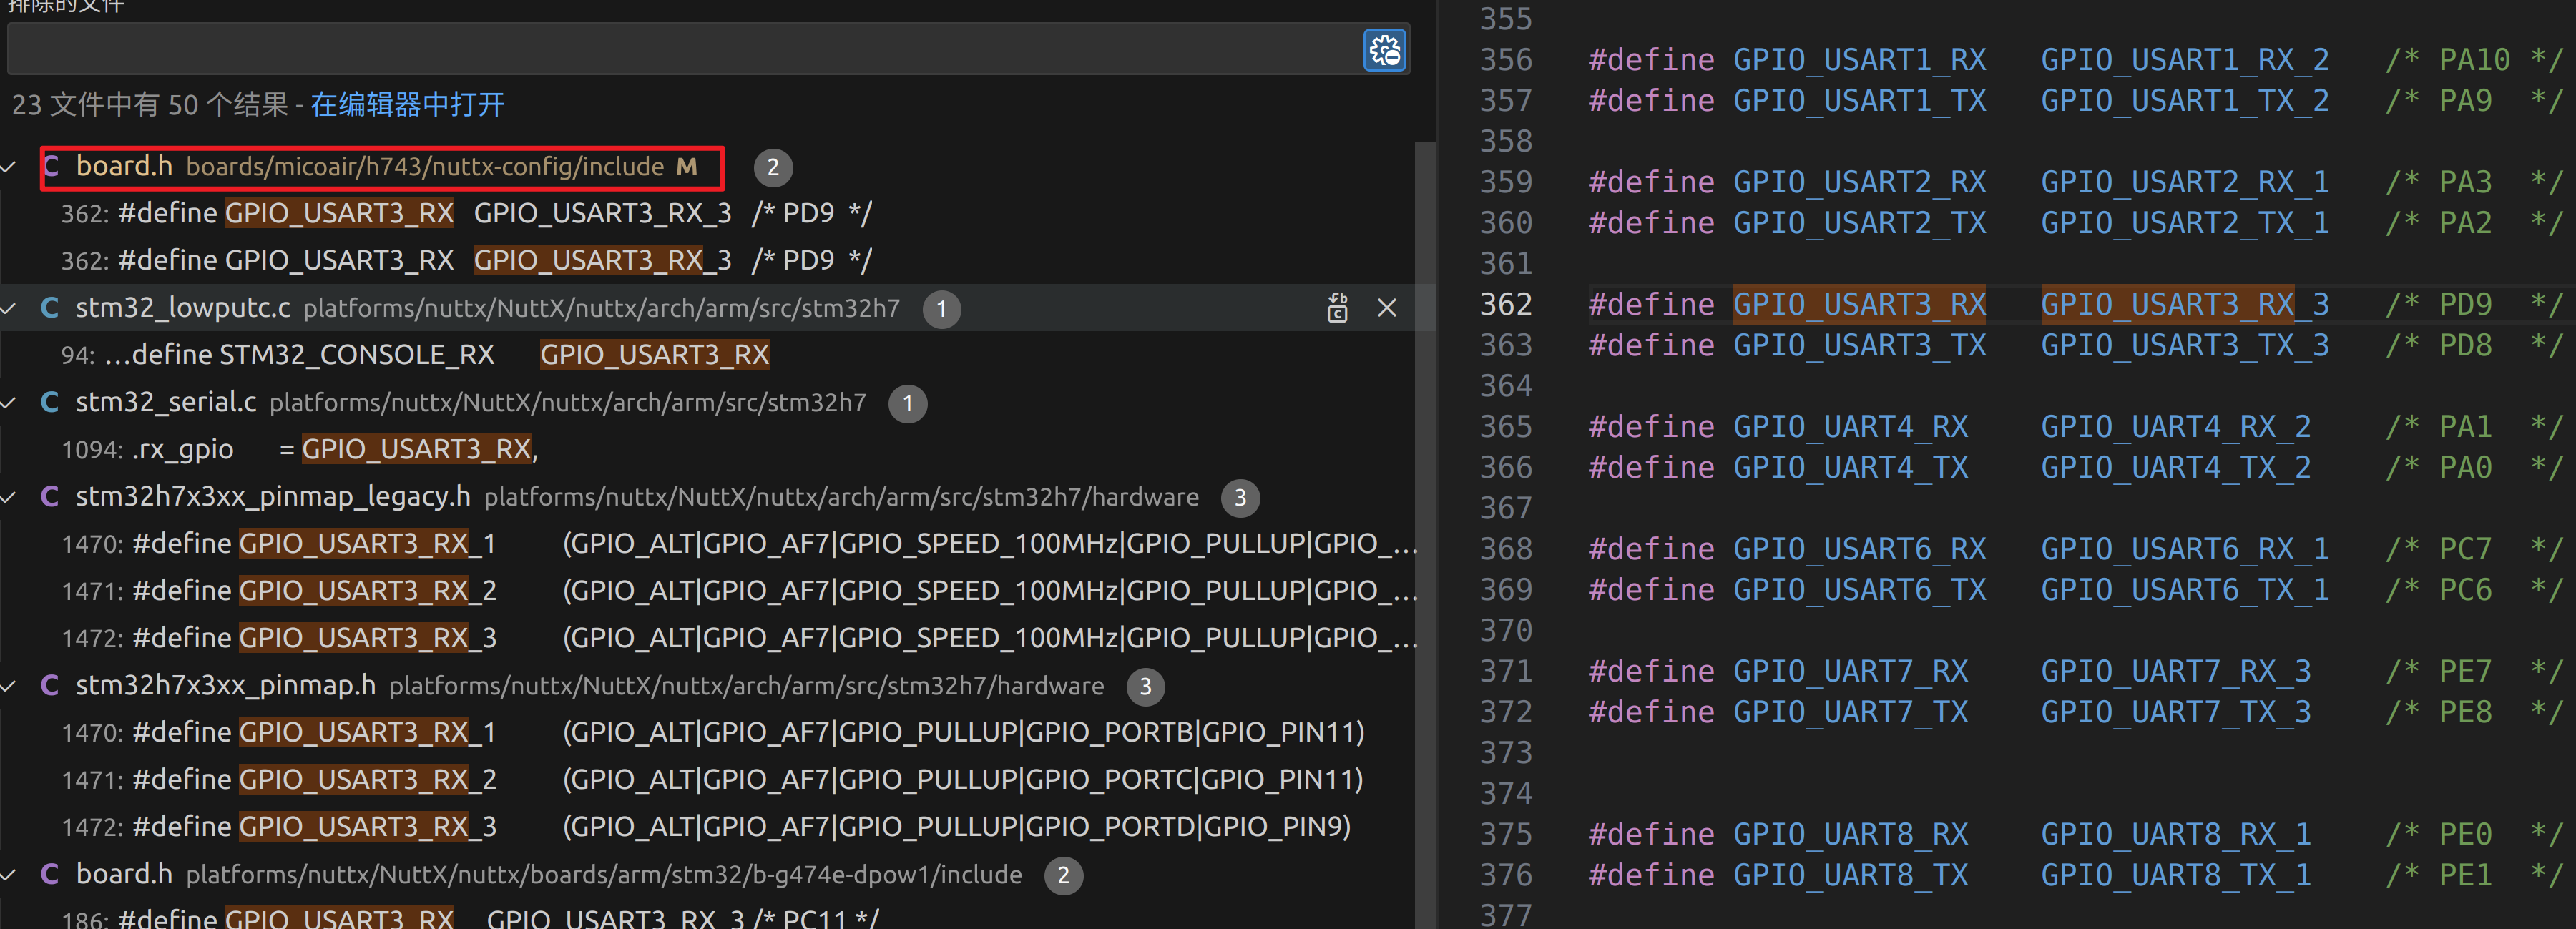 排除的文件
23 文件中有 50 个结果 - 在编辑器中打开
board.h boards/micoair/h743/nuttx-config/include M 2
362: #define GPIO_USART3_RX GPIO_USART3_RX_3 /* PD9 */
362: #define GPIO_USART3_RX GPIO_USART3_RX_3 /* PD9 */
C stm32_lowputc.c platforms/nuttx/NuttX/nuttx/arch/arm/src/stm32h7 1
94: …define STM32_CONSOLE_RX GPIO_USART3_RX
C stm32_serial.c platforms/nuttx/NuttX/nuttx/arch/arm/src/stm32h7 1
1094: .rx_gpio = GPIO_USART3_RX,
C stm32h7x3xx_pinmap_legacy.h platforms/nuttx/NuttX/nuttx/arch/arm/src/stm32h7/hardware 3
1470: #define GPIO_USART3_RX_1 (GPIO_ALT|GPIO_AF7|GPIO_SPEED_100MHz|GPIO_PULLUP|GPIO_…
1471: #define GPIO_USART3_RX_2 (GPIO_ALT|GPIO_AF7|GPIO_SPEED_100MHz|GPIO_PULLUP|GPIO_…
1472: #define GPIO_USART3_RX_3 (GPIO_ALT|GPIO_AF7|GPIO_SPEED_100MHz|GPIO_PULLUP|GPIO_…
C stm32h7x3xx_pinmap.h platforms/nuttx/NuttX/nuttx/arch/arm/src/stm32h7/hardware 3
1470: #define GPIO_USART3_RX_1 (GPIO_ALT|GPIO_AF7|GPIO_PULLUP|GPIO_PORTB|GPIO_PIN11)
1471: #define GPIO_USART3_RX_2 (GPIO_ALT|GPIO_AF7|GPIO_PULLUP|GPIO_PORTC|GPIO_PIN11)
1472: #define GPIO_USART3_RX_3 (GPIO_ALT|GPIO_AF7|GPIO_PULLUP|GPIO_PORTD|GPIO_PIN9)
C board.h platforms/nuttx/NuttX/nuttx/boards/arm/stm32/b-g474e-dpow1/include 2
186: #define GPIO_USART3_RX GPIO_USART3_RX_3 /* PC11 */
355
356 #define GPIO_USART1_RX GPIO_USART1_RX_2 /* PA10 */
357 #define GPIO_USART1_TX GPIO_USART1_TX_2 /* PA9 */
358
359 #define GPIO_USART2_RX GPIO_USART2_RX_1 /* PA3 */
360 #define GPIO_USART2_TX GPIO_USART2_TX_1 /* PA2 */
361
362 #define GPIO_USART3_RX GPIO_USART3_RX_3 /* PD9 */
363 #define GPIO_USART3_TX GPIO_USART3_TX_3 /* PD8 */
364
365 #define GPIO_UART4_RX GPIO_UART4_RX_2 /* PA1 */
366 #define GPIO_UART4_TX GPIO_UART4_TX_2 /* PA0 */
367
368 #define GPIO_USART6_RX GPIO_USART6_RX_1 /* PC7 */
369 #define GPIO_USART6_TX GPIO_USART6_TX_1 /* PC6 */
370
371 #define GPIO_UART7_RX GPIO_UART7_RX_3 /* PE7 */
372 #define GPIO_UART7_TX GPIO_UART7_TX_3 /* PE8 */
373
374
375 #define GPIO_UART8_RX GPIO_UART8_RX_1 /* PE0 */
376 #define GPIO_UART8_TX GPIO_UART8_TX_1 /* PE1 */
377